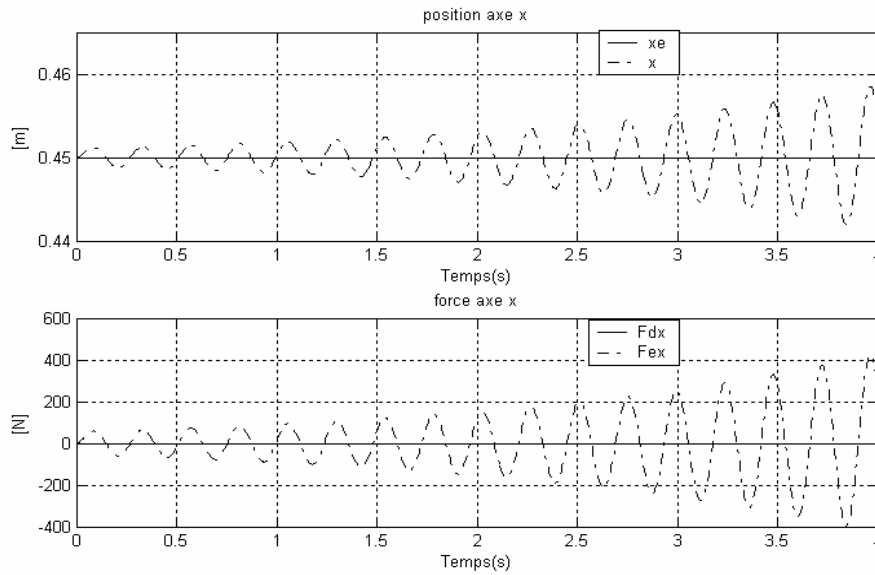 position axe x
xe
x
0.46
0.45
0.44
[m]
0 0.5 1 1.5 2 2.5 3 3.5 4
Temps(s)
force axe x
Fdx
Fex
600
400
200
0
-200
-400
[N]
0 0.5 1 1.5 2 2.5 3 3.5
Temps(s)